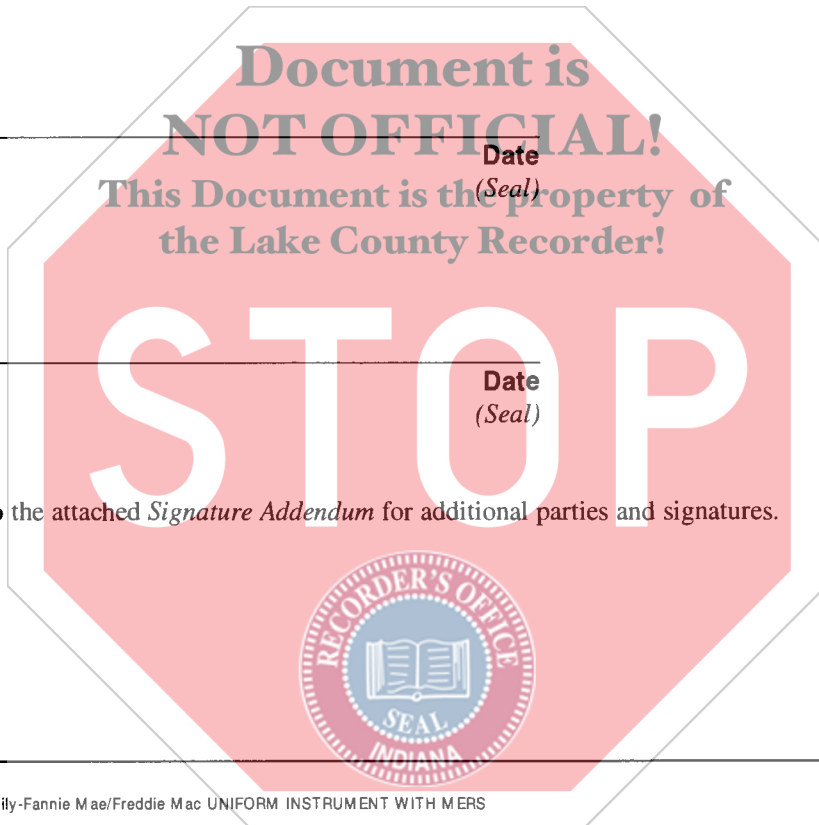 Document is
NOT OFFICIAL!
Date
This Document is the property of
(Seal)
the Lake County Recorder!
STOP
Date
(Seal)
the attached Signature Addendum for additional parties and signatures.
RECORDER'S OFFICE
SEAL
INDIANA
ily-Fannie Mae/Freddie Mac UNIFORM INSTRUMENT WITH MERS